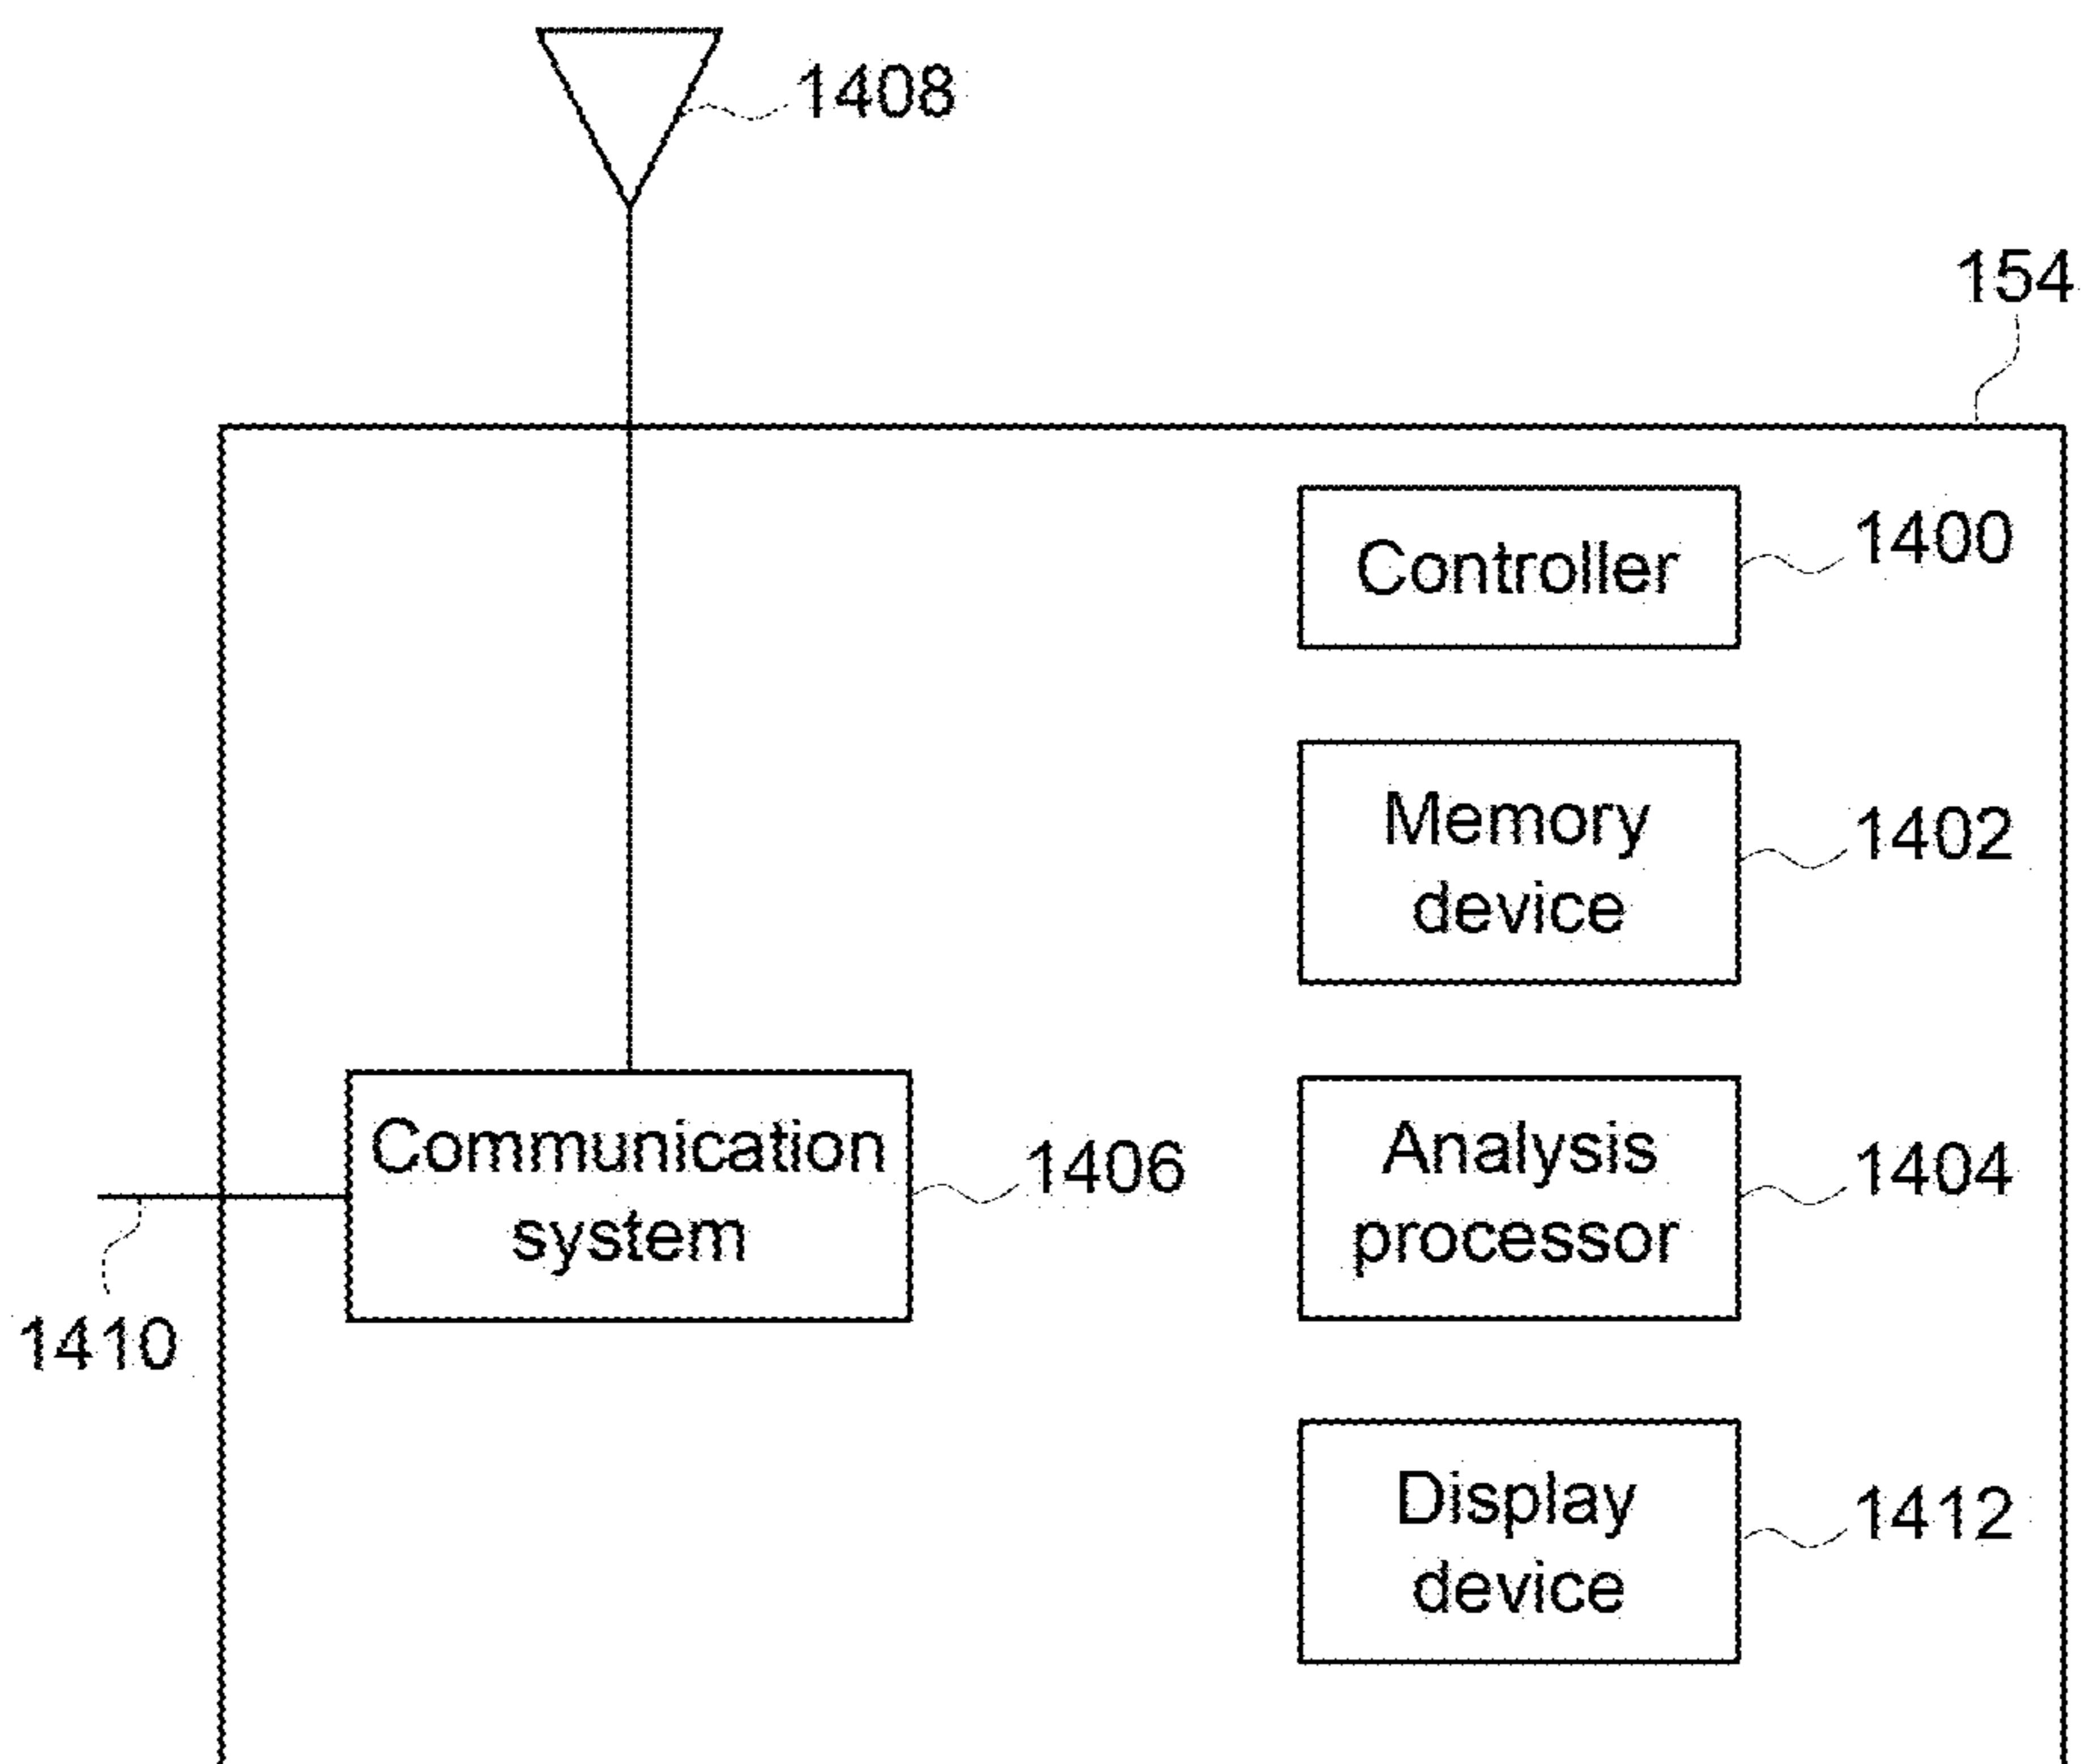 1408
154
Controller
1400
Memory
device
1402
Communication
system
1406
Analysis
processor
1404
1410
Display
device
1412